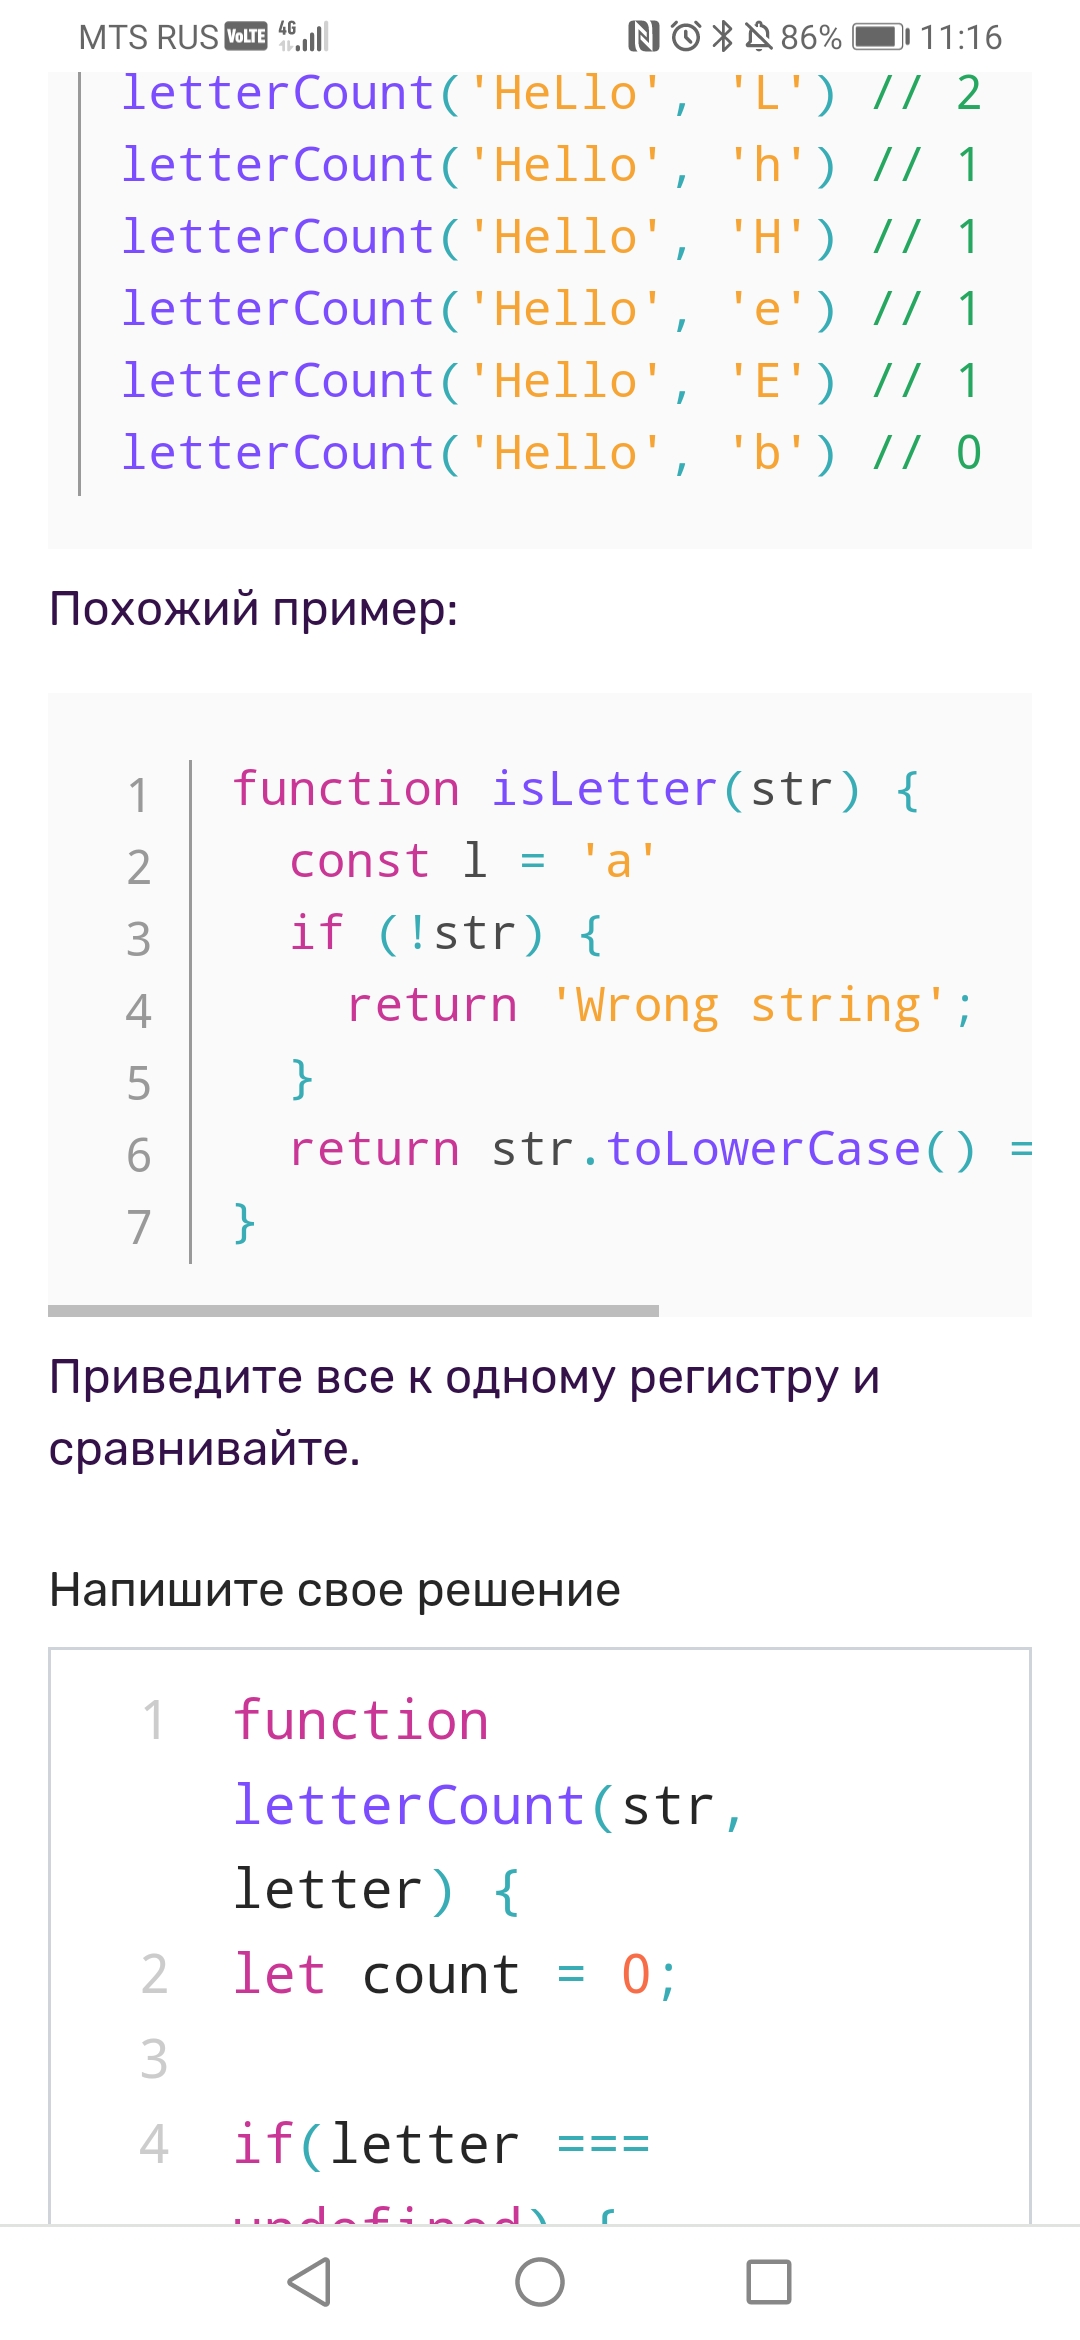 MTS RUS VoLTE 4G 86% 11:16
letterCount('HeLlo', 'L') // 2
letterCount('Hello', 'h') // 1
letterCount('Hello', 'H') // 1
letterCount('Hello', 'e') // 1
letterCount('Hello', 'E') // 1
letterCount('Hello', 'b') // 0
Похожий пример:
1 function isLetter(str) {
2 const l = 'a'
3 if (!str) {
4 return 'Wrong string';
5 }
6 return str.toLowerCase() =
7 }
Приведите все к одному регистру и
сравнивайте.
Напишите свое решение
1 function
letterCount(str,
letter) {
2 let count = 0;
3
4 if(letter ===
undefined) {